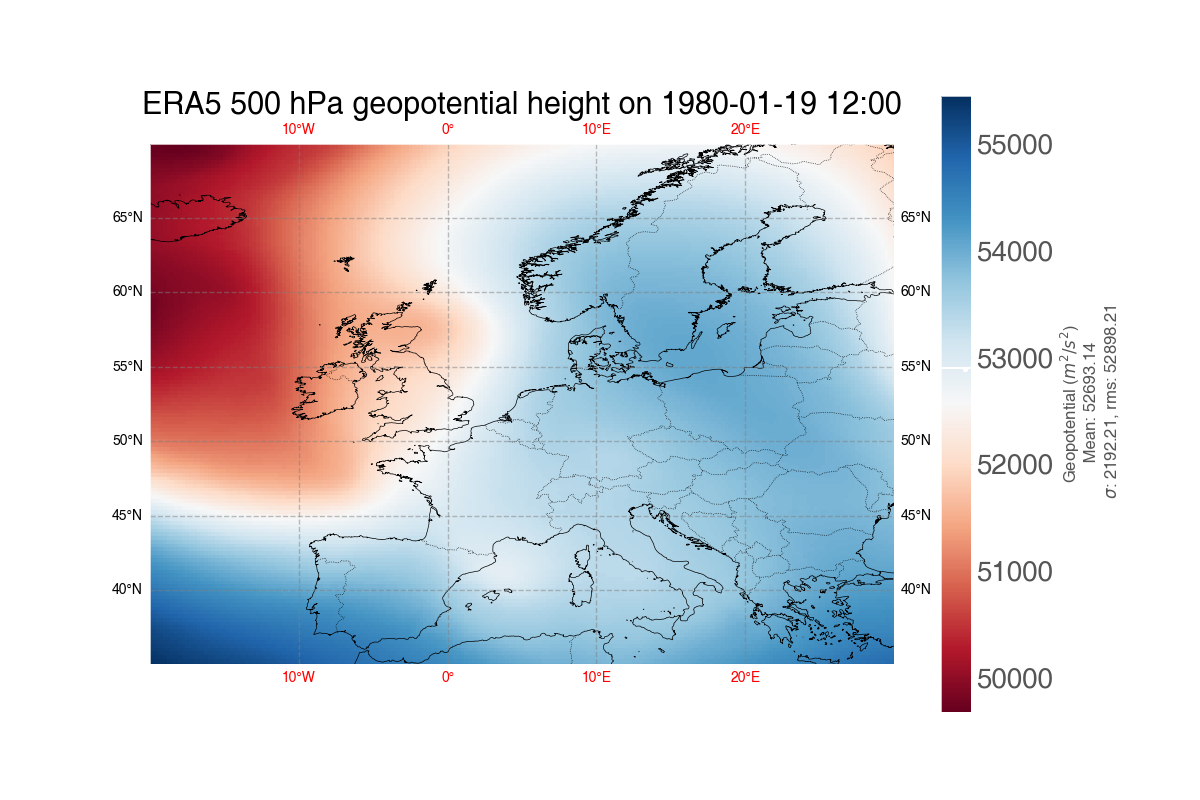 ERA5 500 hPa geopotential height on 1980-01-19 12:00
10°W 0° 10°E 20°E
65°N 65°N
60°N 60°N
55°N 55°N
50°N 50°N
45°N 45°N
40°N 40°N
10°W 0° 10°E 20°E
55000
54000
53000
52000
51000
50000
Geopotential (m²/s²)
Mean: 52693.14
σ: 2192.21, rms: 52898.21